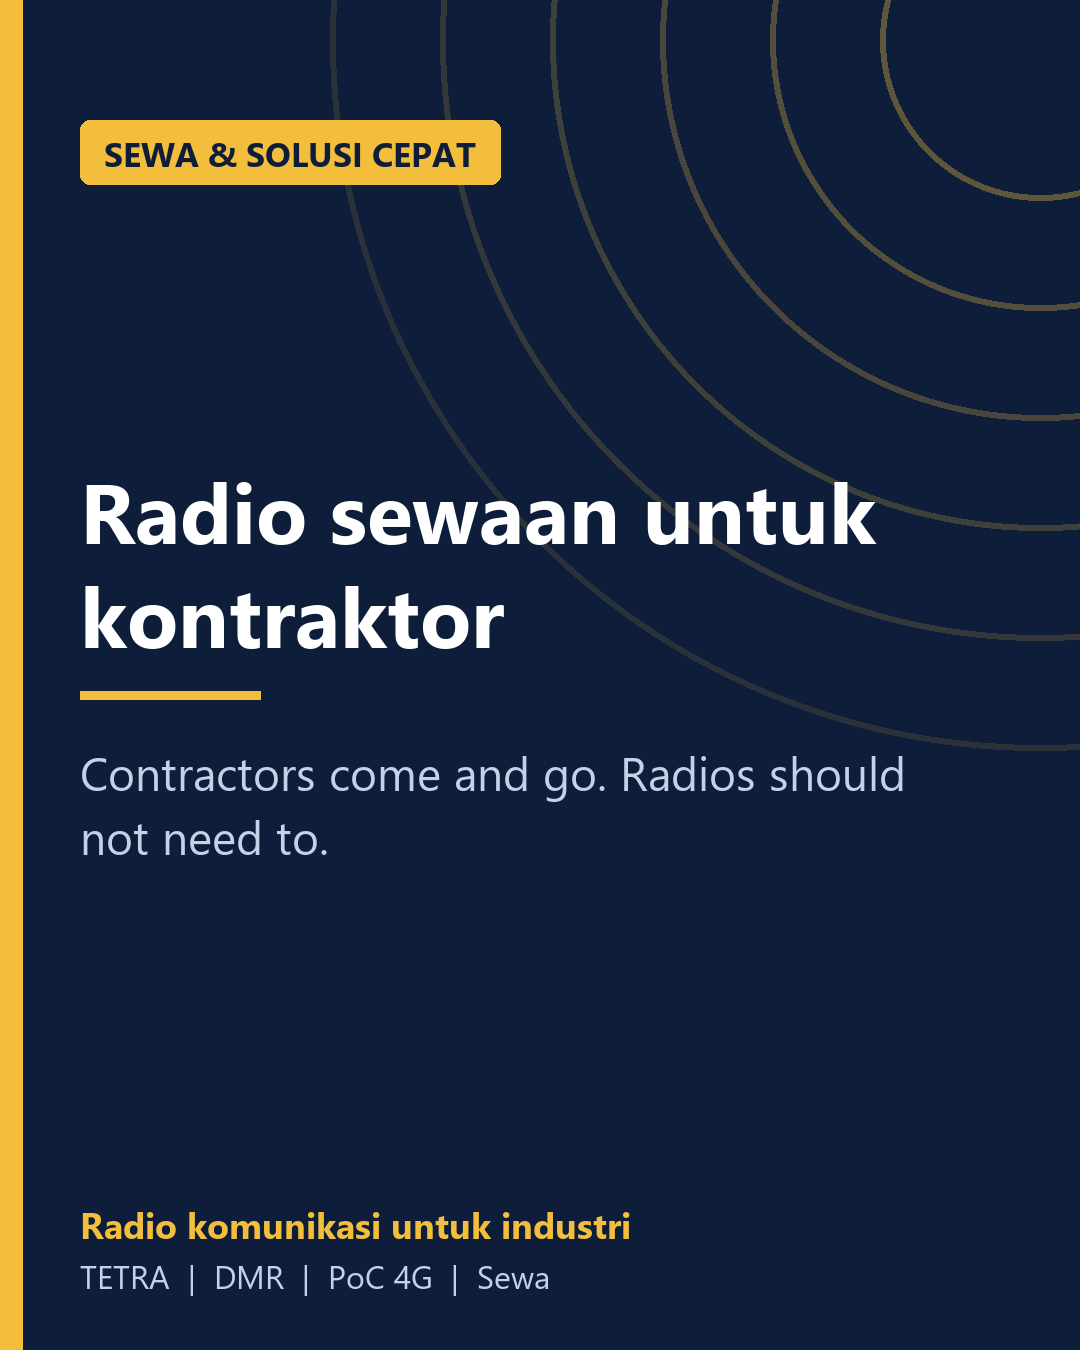 SEWA & SOLUSI CEPAT
Radio sewaan untuk
kontraktor
Contractors come and go. Radios should
not need to.
Radio komunikasi untuk industri
TETRA | DMR | PoC 4G | Sewa